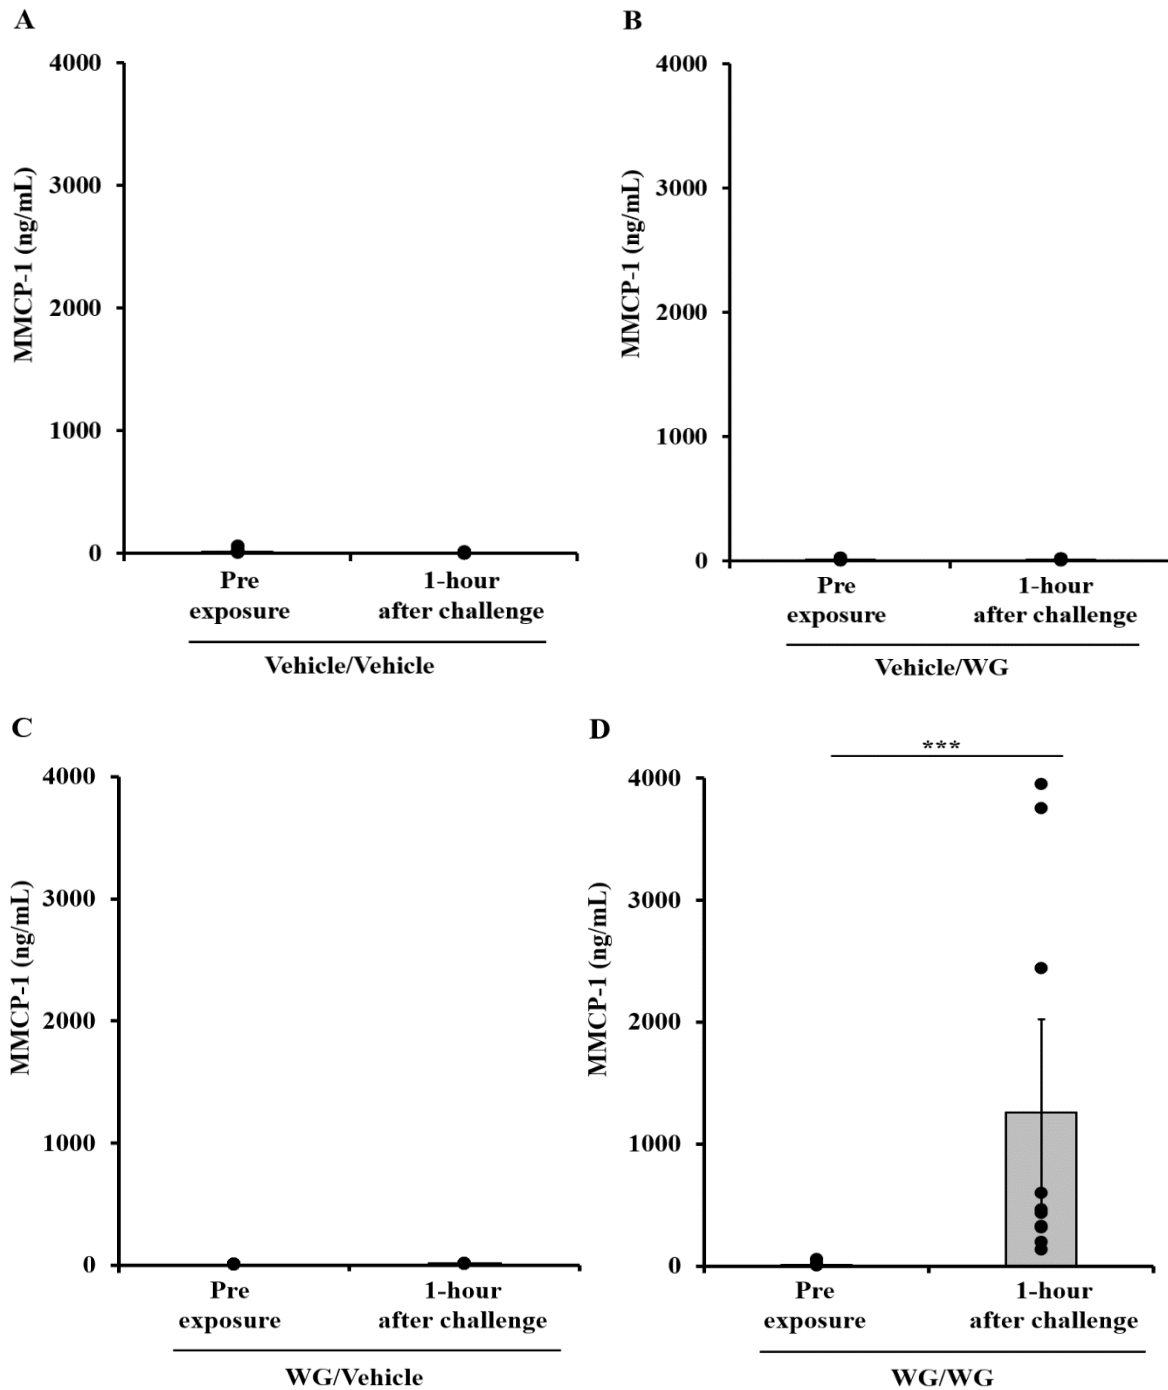 A
MMCP-1 (ng/mL)
4000
3000
2000
1000
0
Pre
exposure
1-hour
after challenge
Vehicle/Vehicle
B
MMCP-1 (ng/mL)
4000
3000
2000
1000
0
Pre
exposure
1-hour
after challenge
Vehicle/WG
C
MMCP-1 (ng/mL)
4000
3000
2000
1000
0
Pre
exposure
1-hour
after challenge
WG/Vehicle
D
***
MMCP-1 (ng/mL)
4000
3000
2000
1000
0
Pre
exposure
1-hour
after challenge
WG/WG